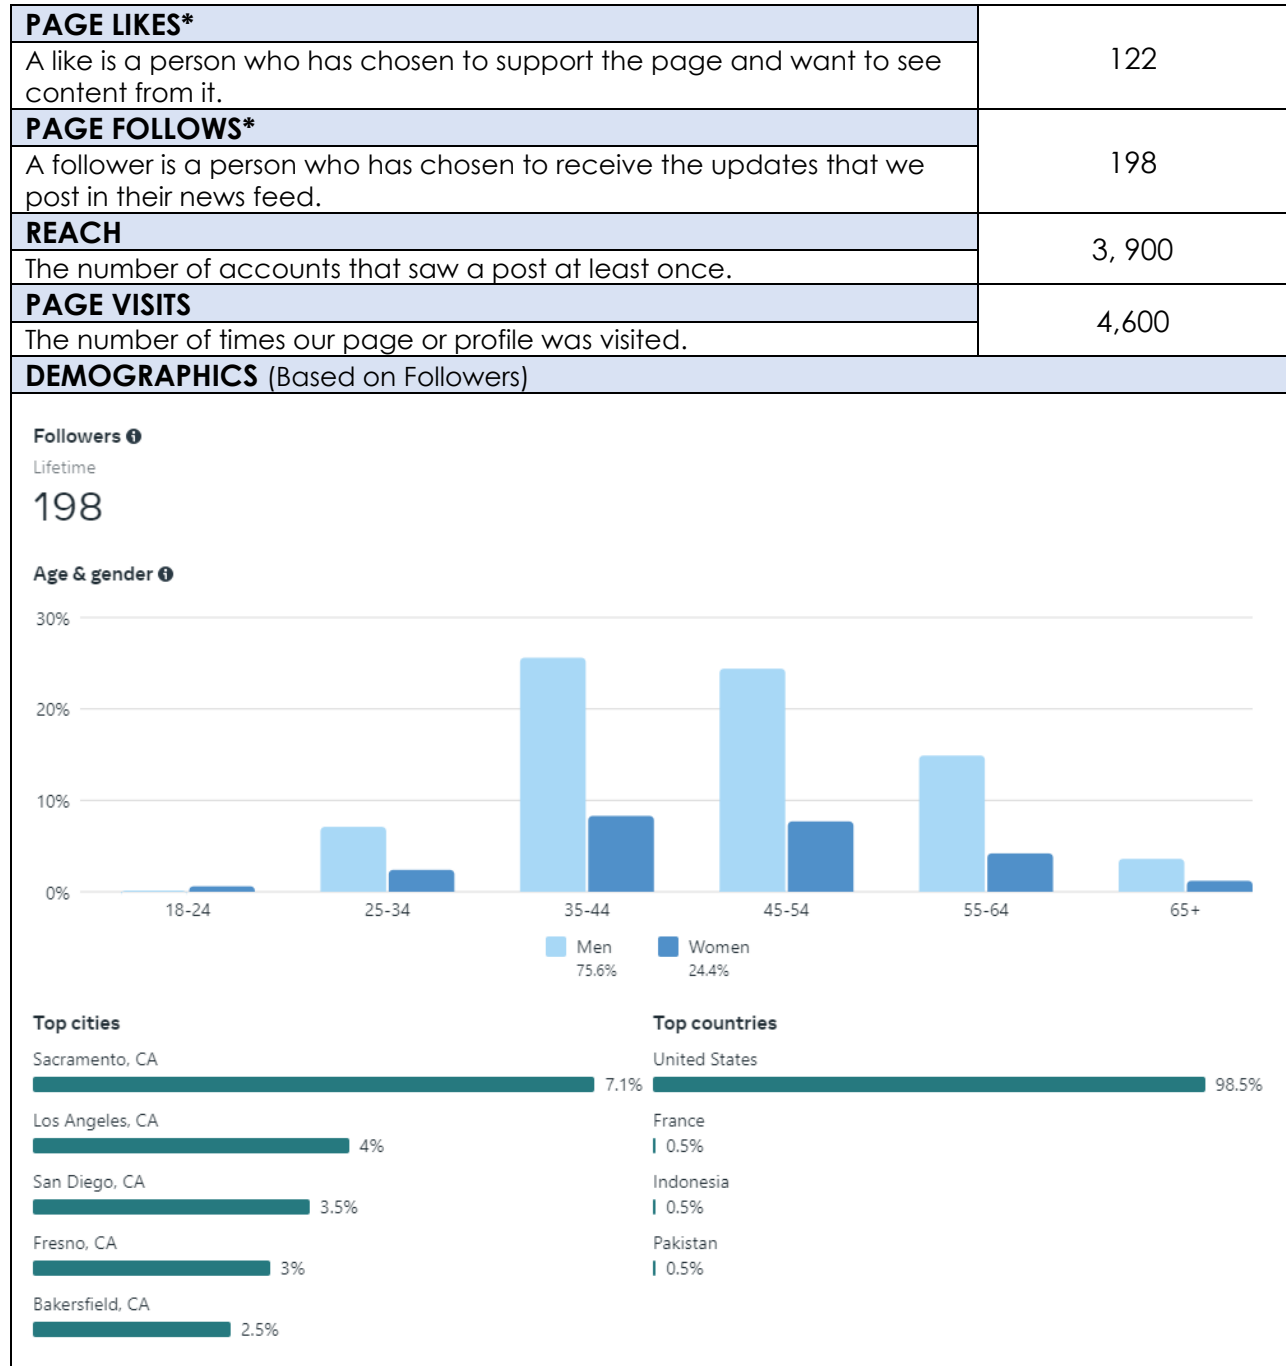 PAGE LIKES*
A like is a person who has chosen to support the page and want to see
content from it.
122
PAGE FOLLOWS*
A follower is a person who has chosen to receive the updates that we
post in their news feed.
198
REACH
The number of accounts that saw a post at least once.
3, 900
PAGE VISITS
The number of times our page or profile was visited.
4,600
DEMOGRAPHICS (Based on Followers)
Followers
Lifetime
198
Age & gender
30%
20%
10%
0%
18-24 25-34 35-44 45-54 55-64 65+
Men Women
75.6% 24.4%
Top cities
Sacramento, CA
7.1%
Los Angeles, CA
4%
San Diego, CA
3.5%
Fresno, CA
3%
Bakersfield, CA
2.5%
Top countries
United States
98.5%
France
0.5%
Indonesia
0.5%
Pakistan
0.5%